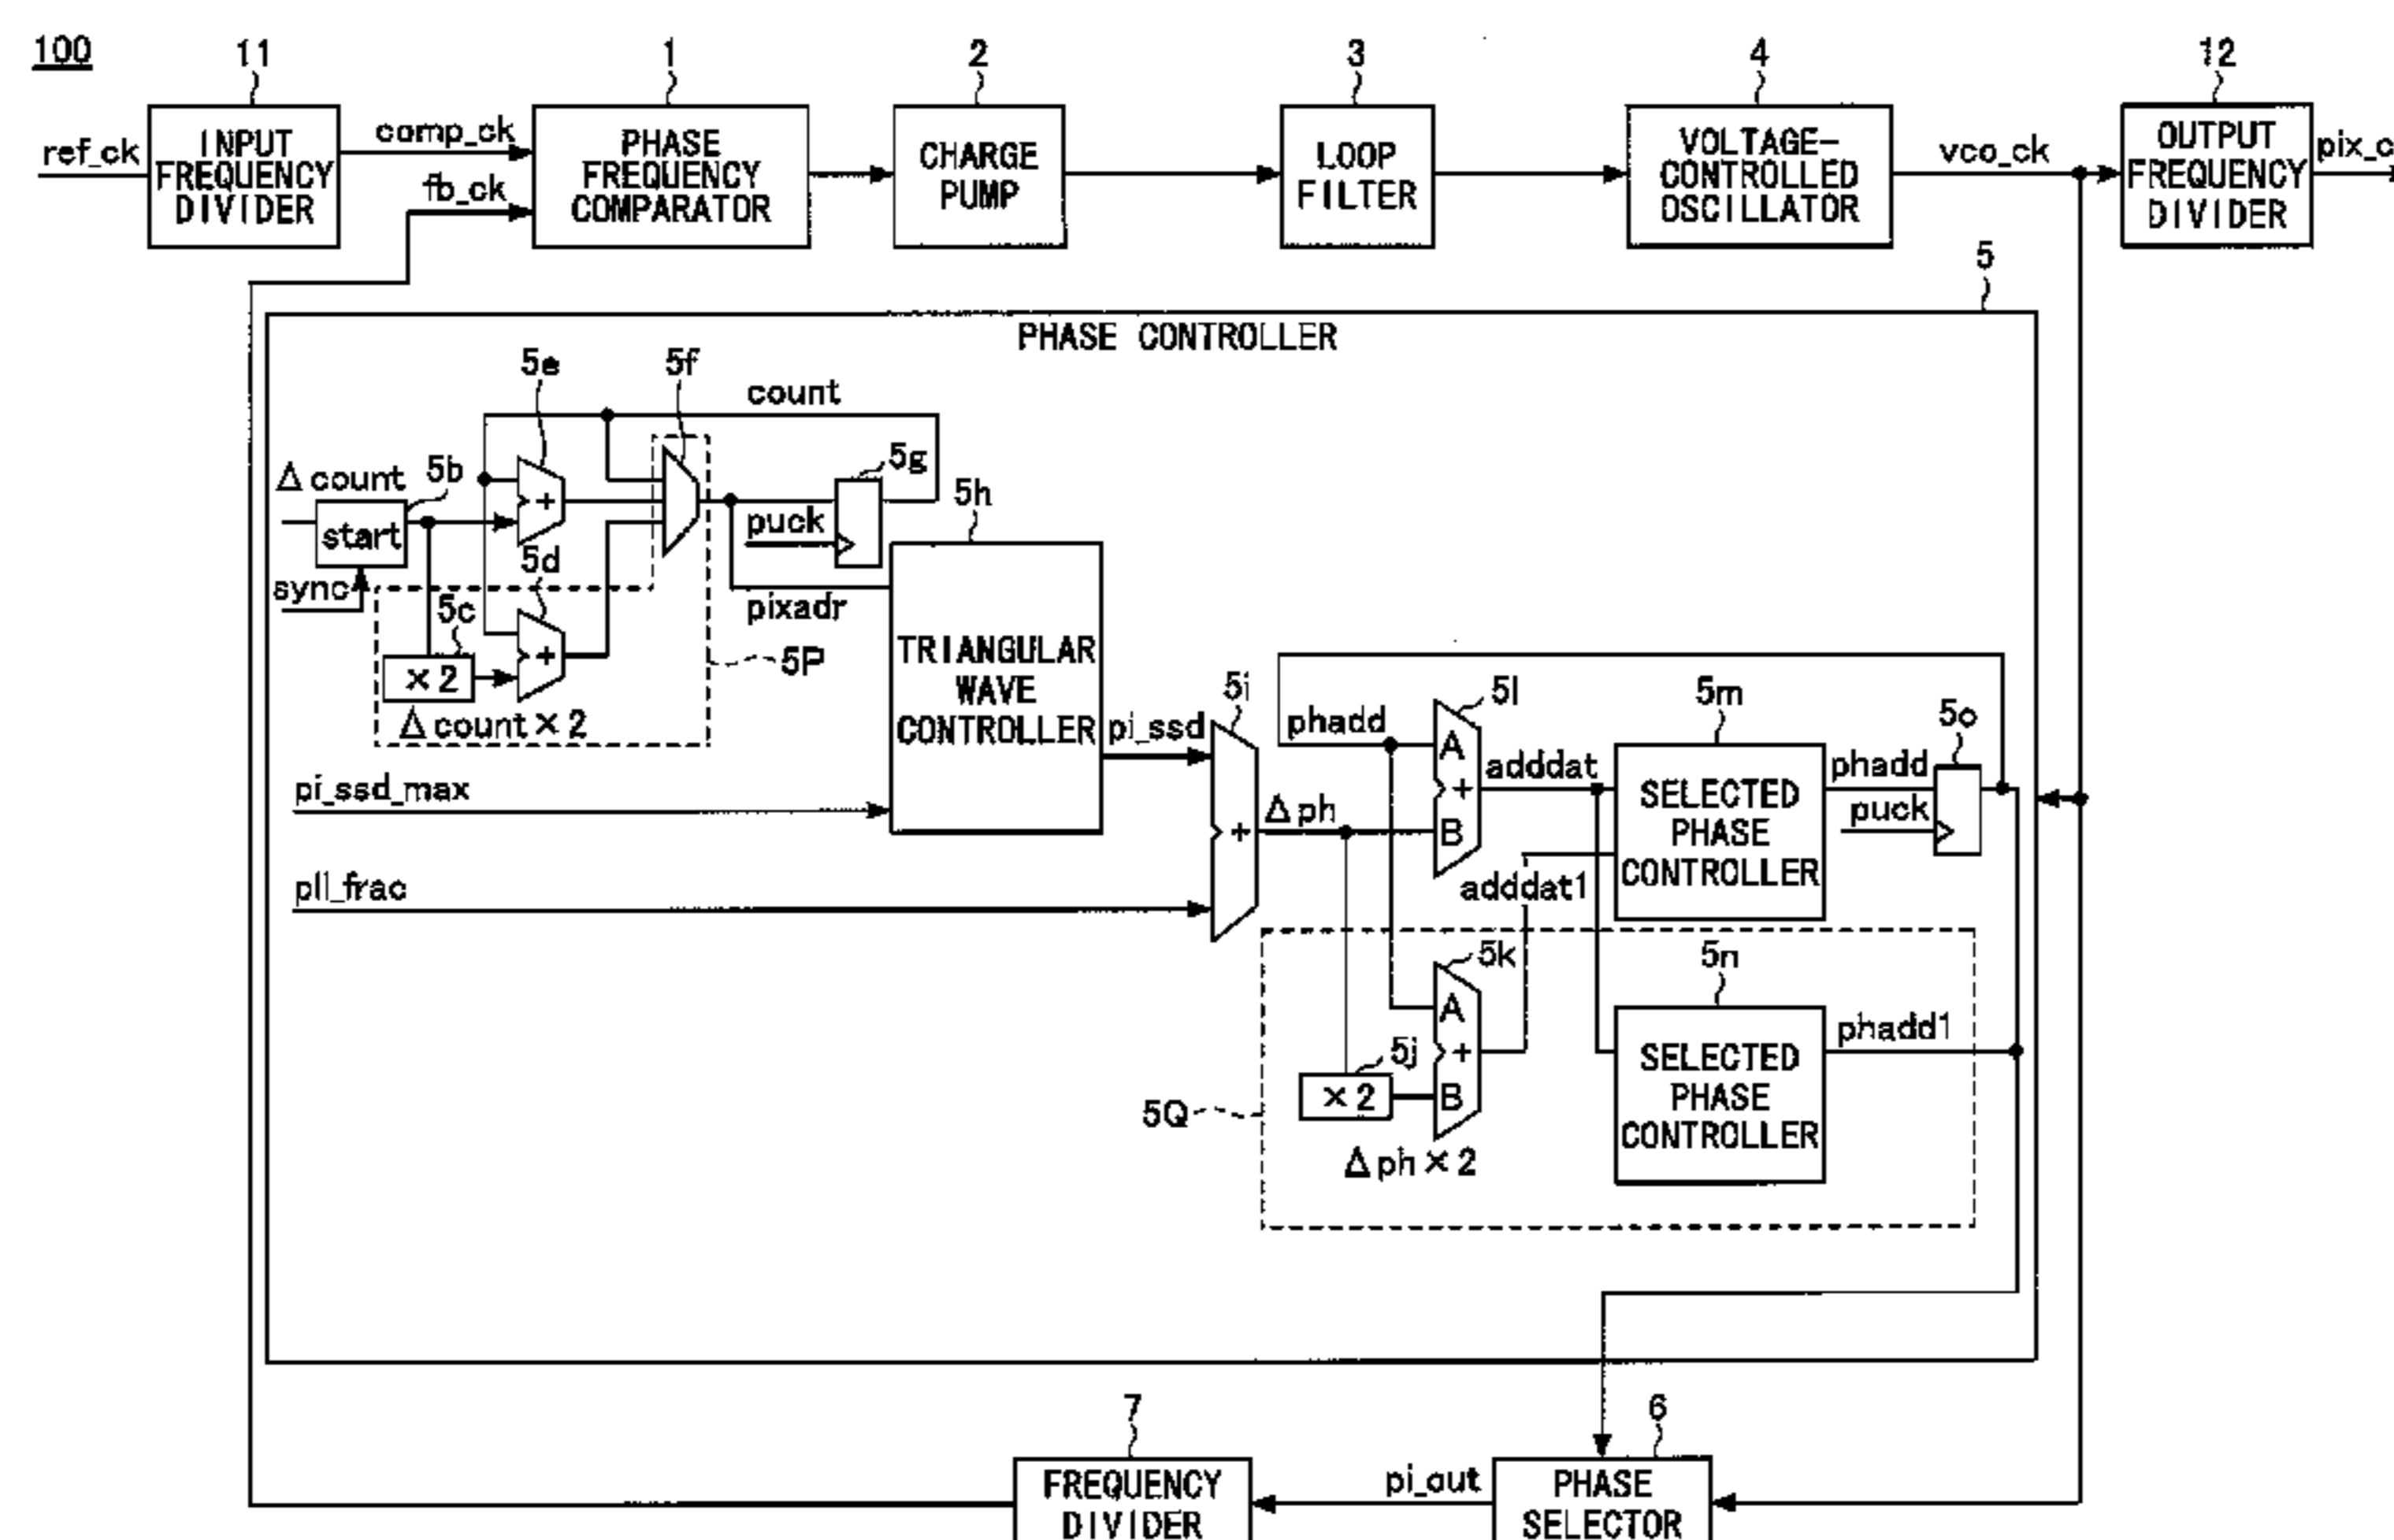 100
11
1
2
3
4
12
ref_ck
INPUT
FREQUENCY
DIVIDER
comp_ck
fb_ck
PHASE
FREQUENCY
COMPARATOR
CHARGE
PUMP
LOOP
FILTER
VOLTAGE-
CONTROLLED
OSCILLATOR
vco_ck
OUTPUT
FREQUENCY
DIVIDER
5
PHASE CONTROLLER
5e
5f
count
Δcount
5b
start
sync
+
5g
puck
5h
5d
5c
×2
+
Δcount×2
pixadr
5P
TRIANGULAR
WAVE
CONTROLLER
pi_ssd_max
pll_frac
pi_ssd
5i
+
Δph
phadd
5l
A
+
B
adddat
adddat1
5m
SELECTED
PHASE
CONTROLLER
phadd
puck
5o
5k
A
+
B
5j
×2
Δph×2
5Q
5n
SELECTED
PHASE
CONTROLLER
phadd1
7
FREQUENCY
DIVIDER
pi_out
6
PHASE
SELECTOR